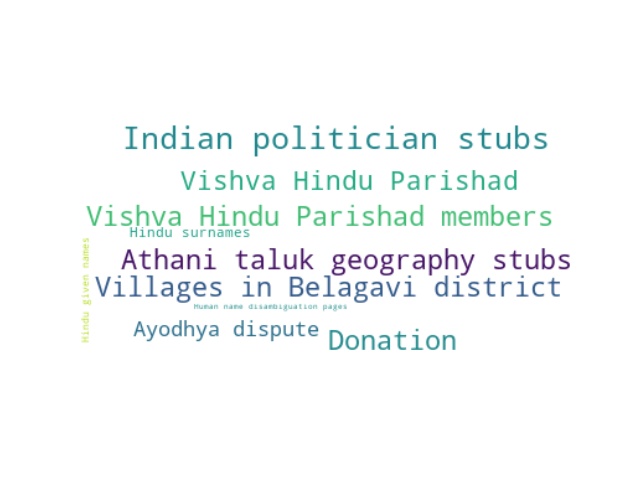 Indian politician stubs
Vishva Hindu Parishad
Vishva Hindu Parishad members
Hindu surnames
Hindu given names
Athani taluk geography stubs
Villages in Belagavi district
Human name disambiguation pages
Ayodhya dispute
Donation